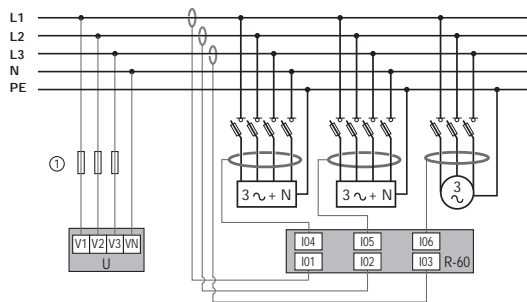 L1
L2
L3
N
PE
1
3 ∿ + N
3 ∿ + N
3 ∿
V1 V2 V3 VN
U
I04 I05 I06
I01 I02 I03
R-60